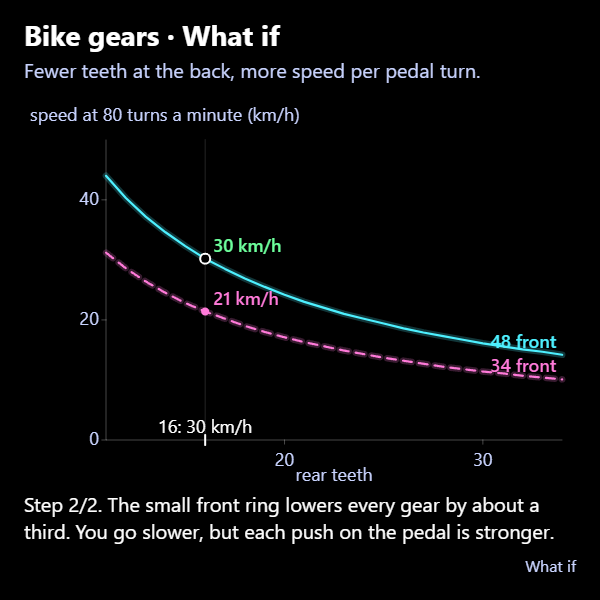 Bike gears · What if
Fewer teeth at the back, more speed per pedal turn.
speed at 80 turns a minute (km/h)
40
30 km/h
21 km/h
20
48 front
34 front
16: 30 km/h
0
20
30
rear teeth
Step 2/2. The small front ring lowers every gear by about a
third. You go slower, but each push on the pedal is stronger.
What if